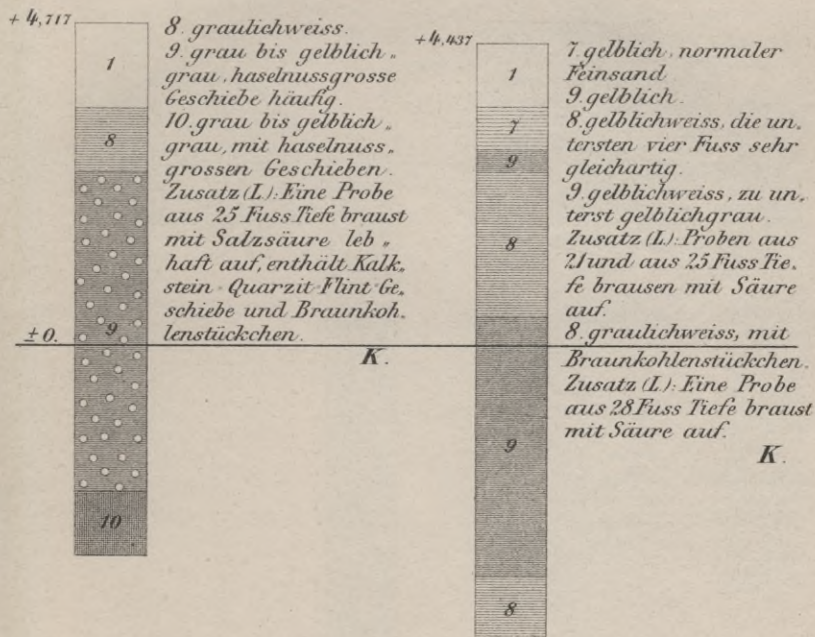 + 4,717
1
8
9
10
± 0.
8. graulichweiss.
9. grau bis gelblich „
grau, haselnussgrosse
Geschiebe häufig.
10. grau bis gelblich „
grau, mit haselnuss „
grossen Geschieben.
Zusatz (L): Eine Probe
aus 25 Fuss Tiefe braust
mit Salzsäure leb „
haft auf, enthält Kalk „
stein - Quarzit - Flint - Ge „
schiebe und Braunkoh „
lenstückchen.
K.
+ 4,437
1
7
9
8
9
8
7. gelblich, normaler
Feinsand
9. gelblich.
8. gelblichweiss, die un „
tersten vier Fuss sehr
gleichartig.
9. gelblichweiss, zu un „
terst gelblichgrau.
Zusatz (L): Proben aus
21 und aus 25 Fuss Tie „
fe brausen mit Säure
auf.
8. graulichweiss, mit
Braunkohlenstückchen.
Zusatz (L): Eine Probe
aus 28 Fuss Tiefe braust
mit Säure auf.
K.